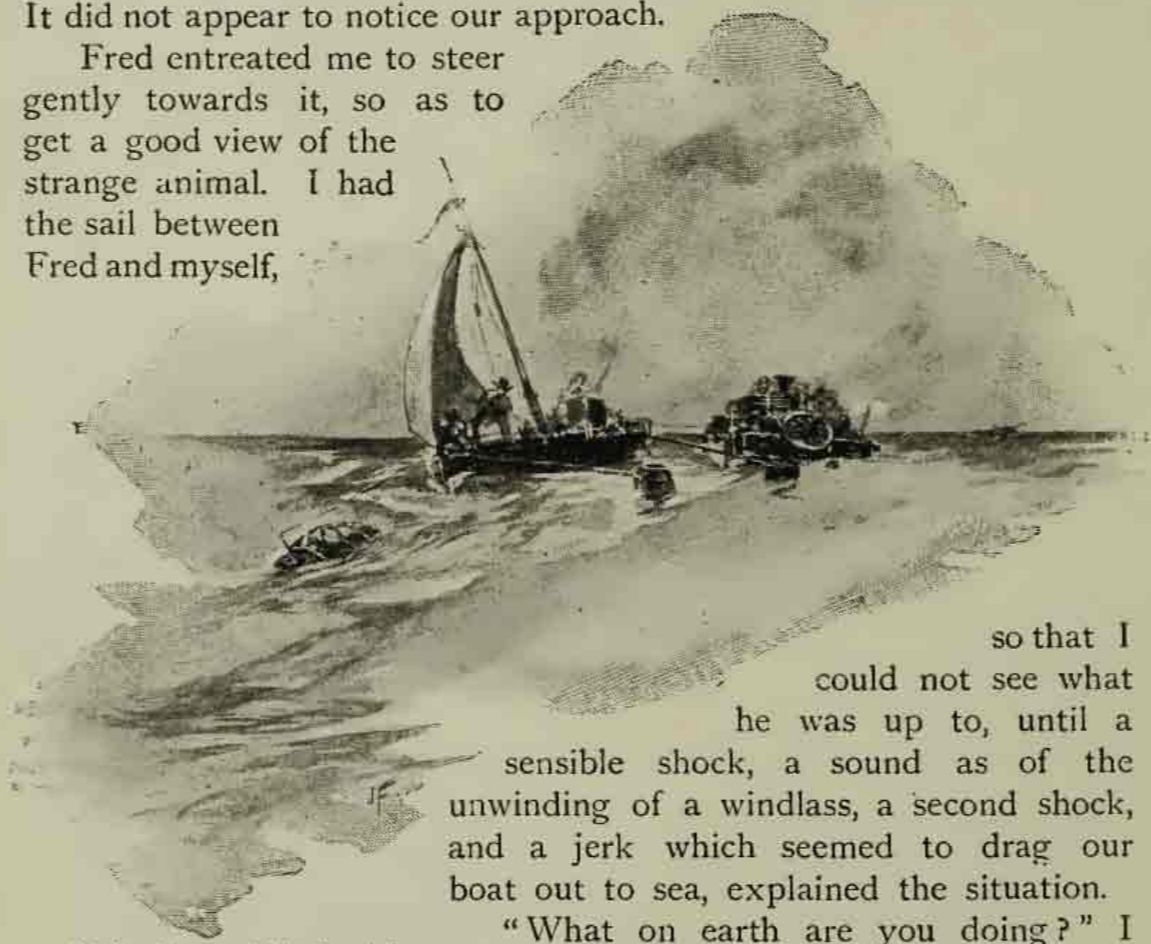 It did not appear to notice our approach.
Fred entreated me to steer
gently towards it, so as to
get a good view of the
strange animal. I had
the sail between
Fred and myself,
so that I
could not see what
he was up to, until a
sensible shock, a sound as of the
unwinding of a windlass, a second shock,
and a jerk which seemed to drag our
boat out to sea, explained the situation.
"What on earth are you doing?" I